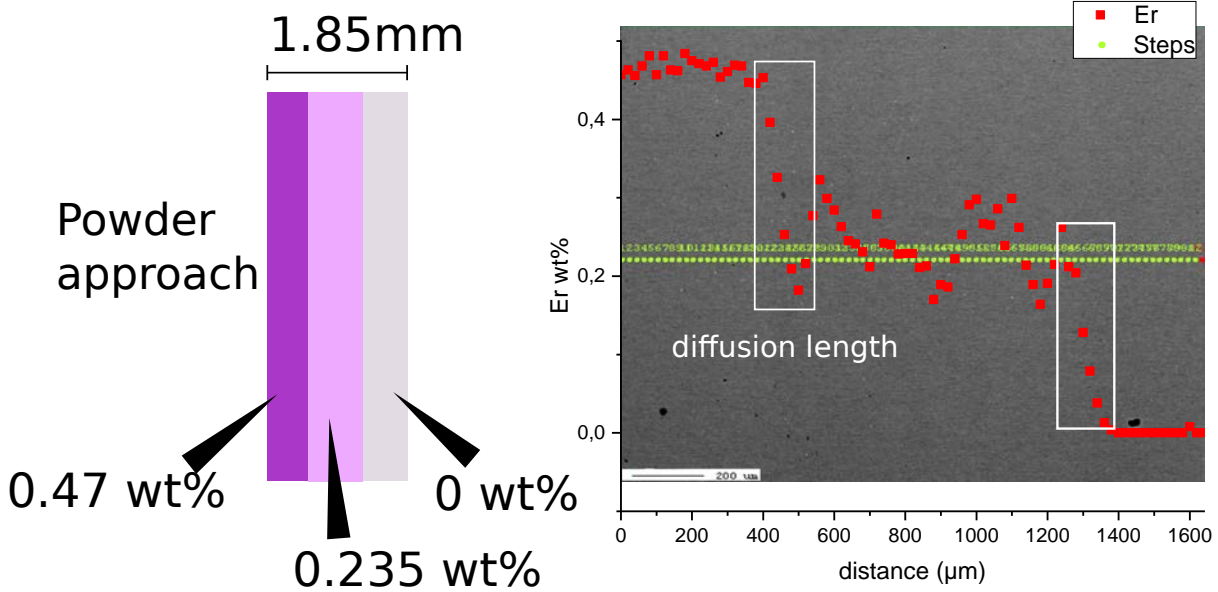 1.85mm
Powder
approach
0.47 wt%
0.235 wt%
0 wt%
Er
Steps
Er wt%
0,4
0,2
0,0
diffusion length
200 um
0
200
400
600
800
1000
1200
1400
1600
distance (µm)